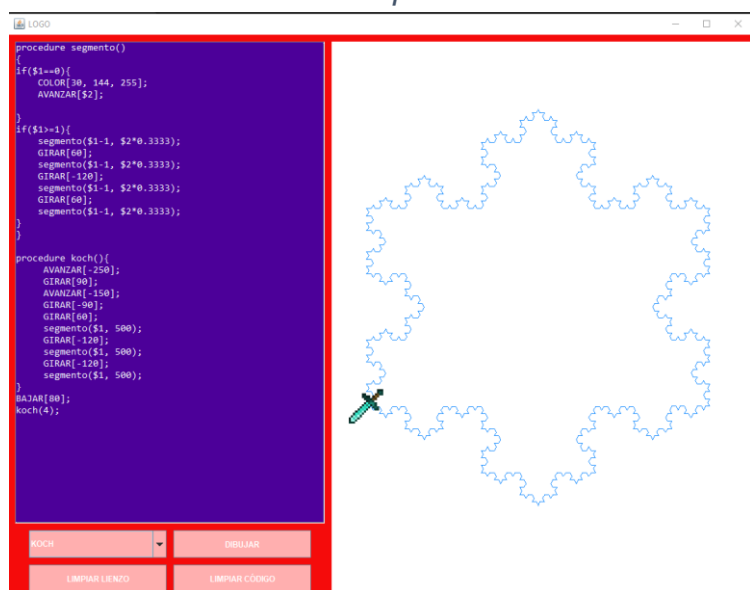 LOGO
procedure segmento()
{
if($1==0){
    COLOR[30, 144, 255];
    AVANZAR[$2];

}
if($1>=1){
    segmento($1-1, $2*0.3333);
    GIRAR[60];
    segmento($1-1, $2*0.3333);
    GIRAR[-120];
    segmento($1-1, $2*0.3333);
    GIRAR[60];
    segmento($1-1, $2*0.3333);
}
}

procedure koch(){
     AVANZAR[-250];
     GIRAR[90];
     AVANZAR[-150];
     GIRAR[-90];
     GIRAR[60];
     segmento($1, 500);
     GIRAR[-120];
     segmento($1, 500);
     GIRAR[-120];
     segmento($1, 500);
}
BAJAR[80];
koch(4);
KOCH
DIBUJAR
LIMPIAR LIENZO
LIMPIAR CÓDIGO